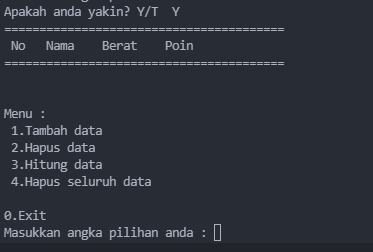 Apakah anda yakin? Y/T  Y
========================================
 No   Nama    Berat    Poin
========================================
Menu :
 1.Tambah data
 2.Hapus data
 3.Hitung data
 4.Hapus seluruh data
0.Exit
Masukkan angka pilihan anda :